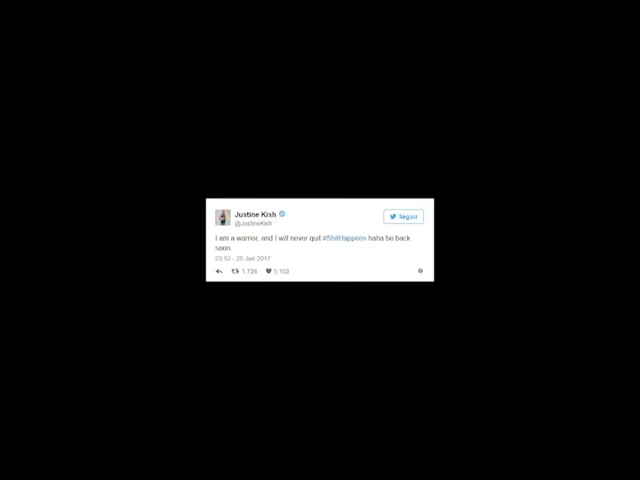 Justine Kish
@JustineKish
Seguir
I am a warrior, and I will never quit #ShitHappens haha be back
soon.
23:32 - 25 Jun 2017
1.728 5.102